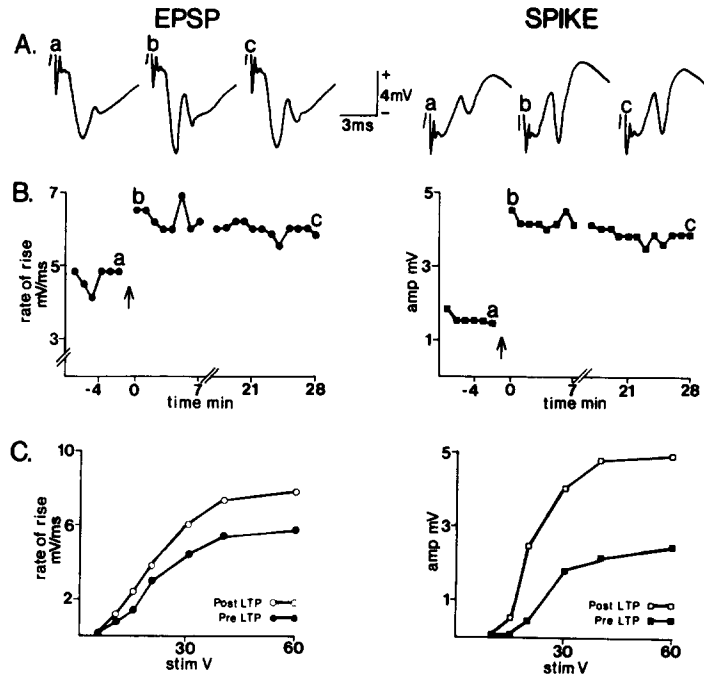 EPSP SPIKE
A. a b c + 4mV − 3ms a b c
B. 7 5 3 rate of rise mV/ms b a c -4 0 7 21 28 time min
5 3 1 amp mV b a c -4 0 7 21 28 time min
C. 10 6 2 rate of rise mV/ms Post LTP Pre LTP 30 60 stim V
5 3 1 amp mV Post LTP Pre LTP 30 60 stim V